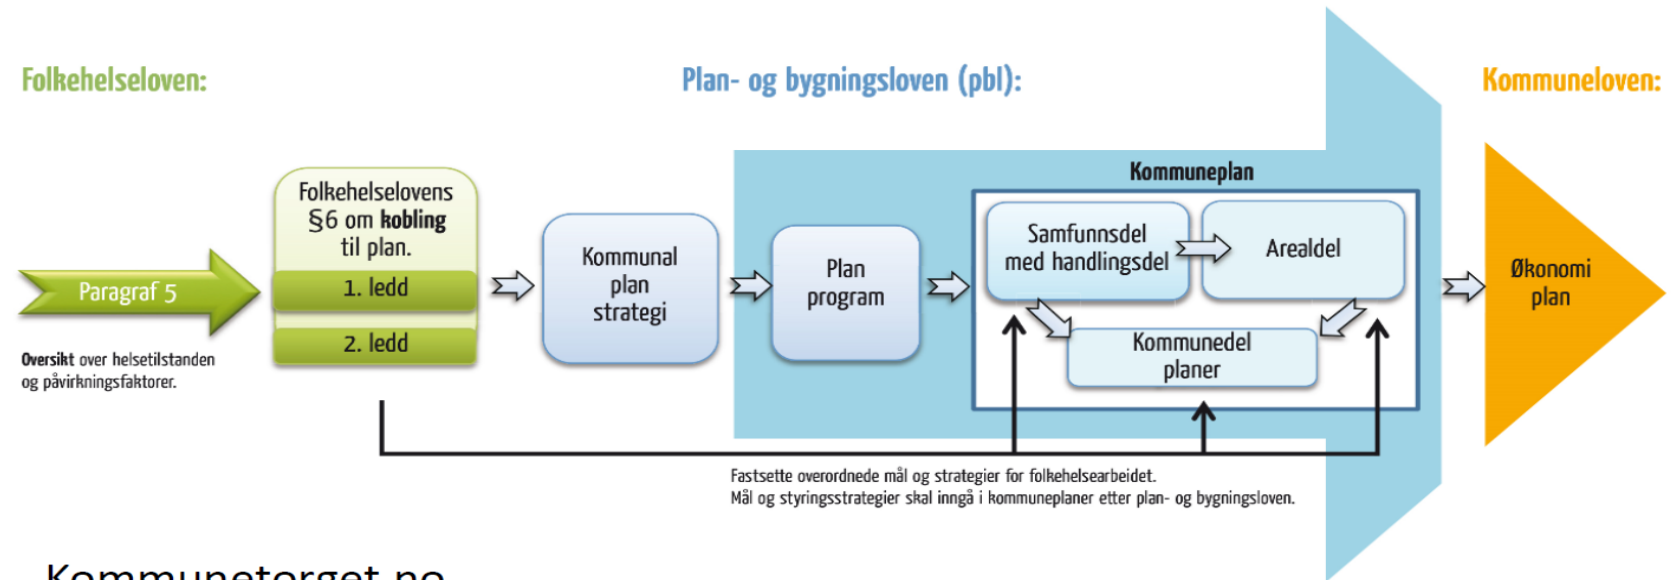 Folkehelseloven:
Plan- og bygningsloven (pbl):
Kommuneloven:
Paragraf 5
Oversikt over helsetilstanden
og påvirkningsfaktorer.
Folkehelselovens
§6 om kobling
til plan.
1. ledd
2. ledd
Kommunal
plan
strategi
Plan
program
Kommuneplan
Samfunnsdel
med handlingsdel
Arealdel
Kommunedel
planer
Økonomi
plan
Fastsette overordnede mål og strategier for folkehelsearbeidet.
Mål og styringsstrategier skal inngå i kommuneplaner etter plan- og bygningsloven.
Kommunetorget.no